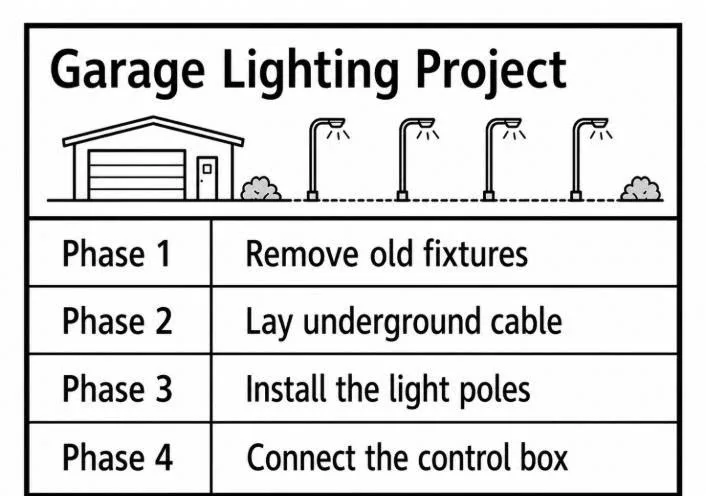 Garage Lighting Project
Phase 1 Remove old fixtures
Phase 2 Lay underground cable
Phase 3 Install the light poles
Phase 4 Connect the control box